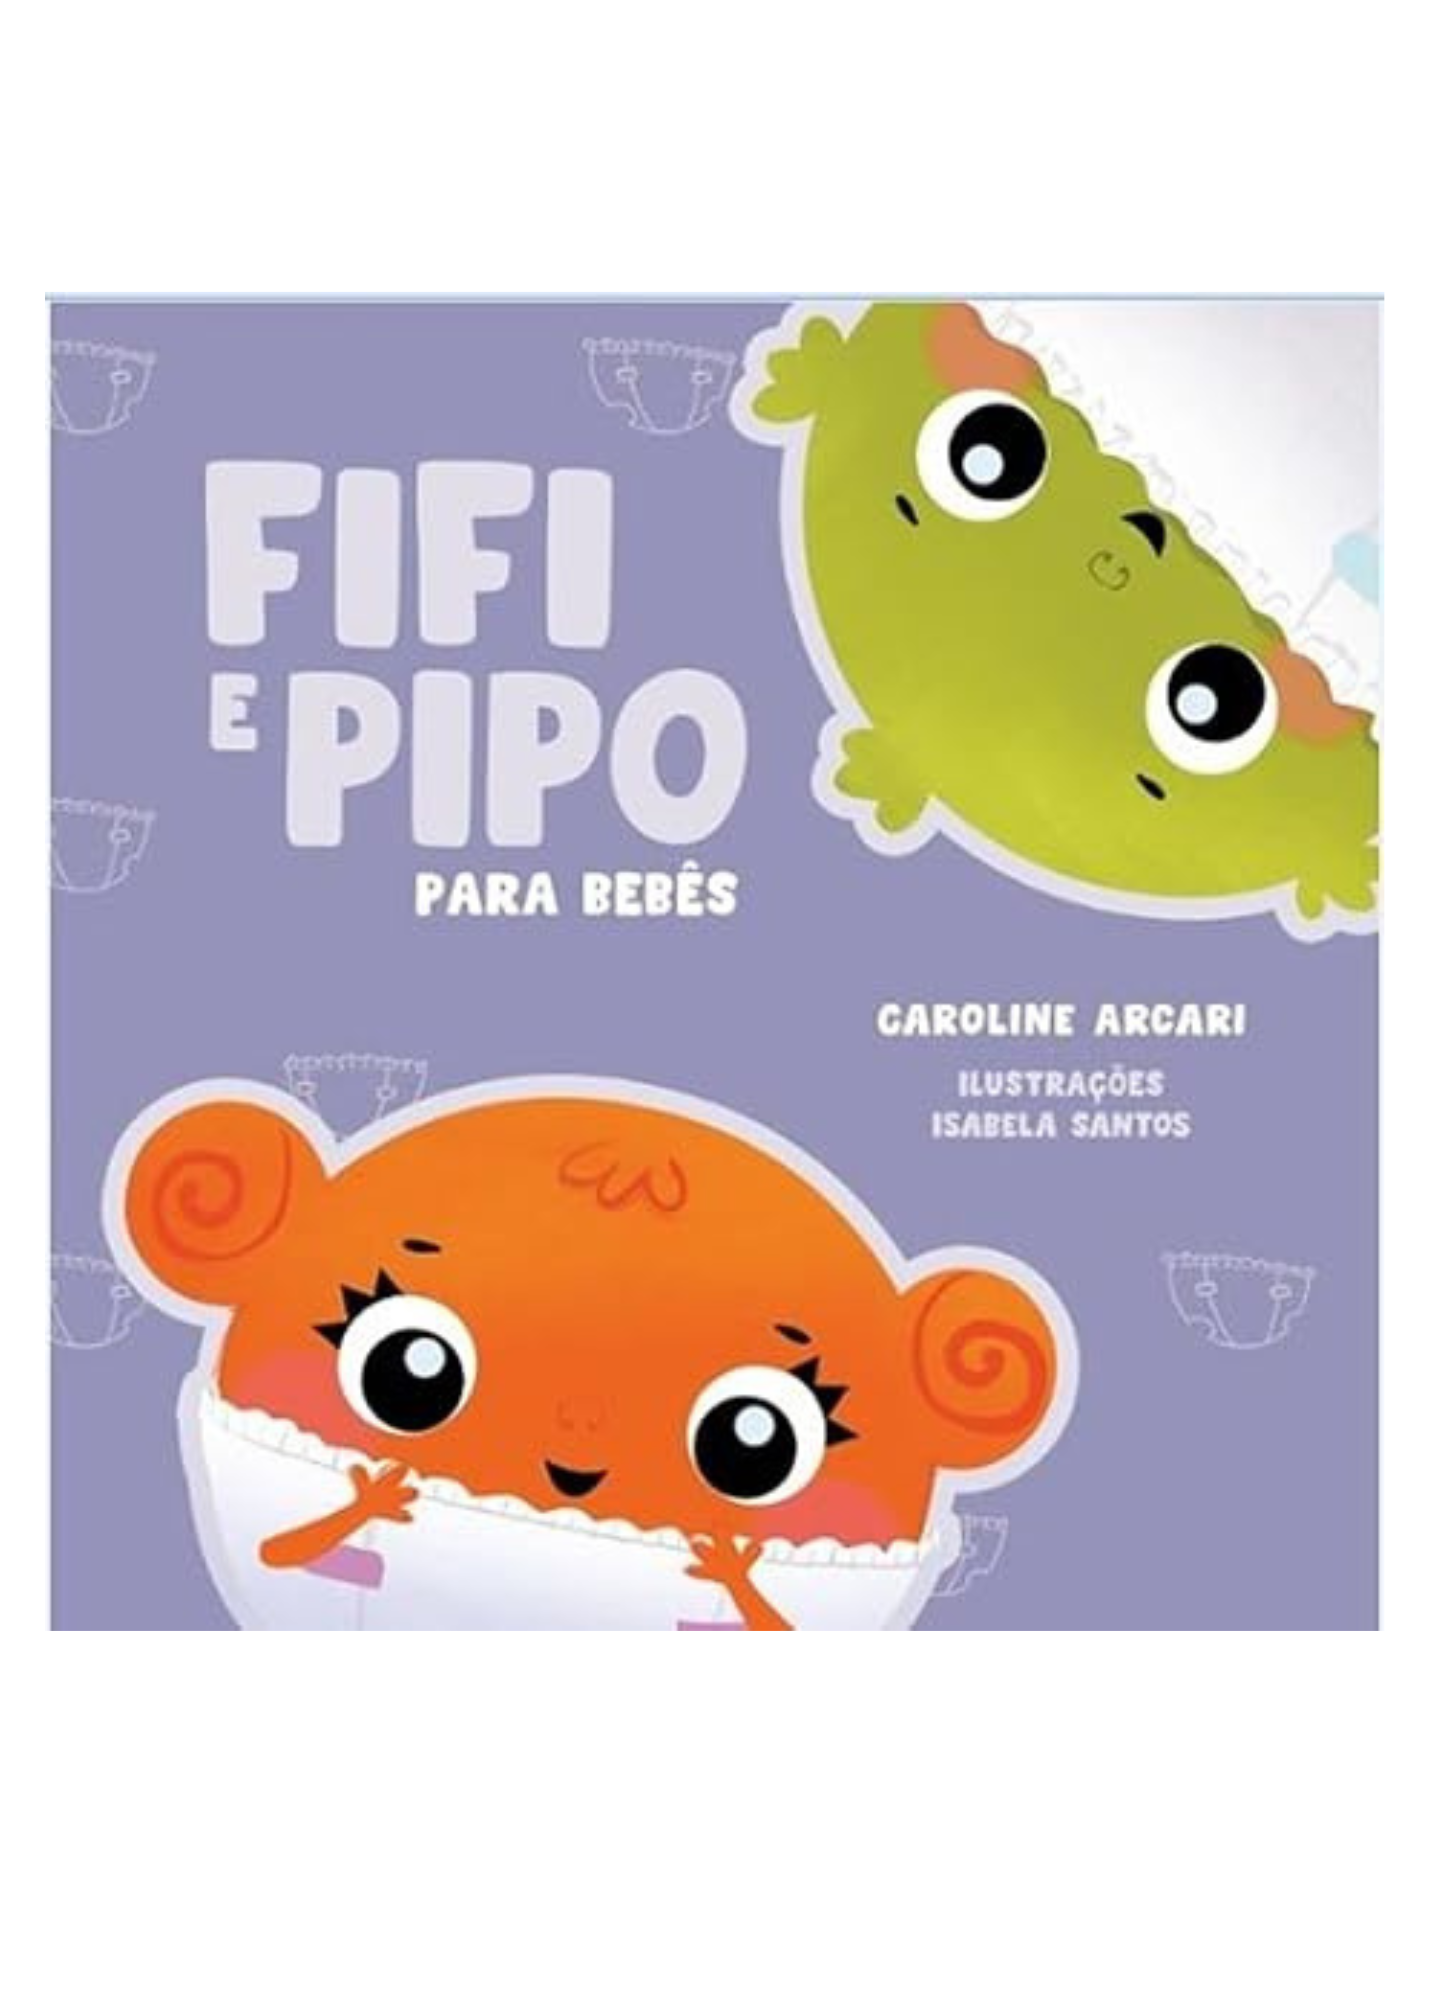 FIFI
E PIPO
PARA BEBÊS
CAROLINE ARCARI
ILUSTRAÇÕES
ISABELA SANTOS